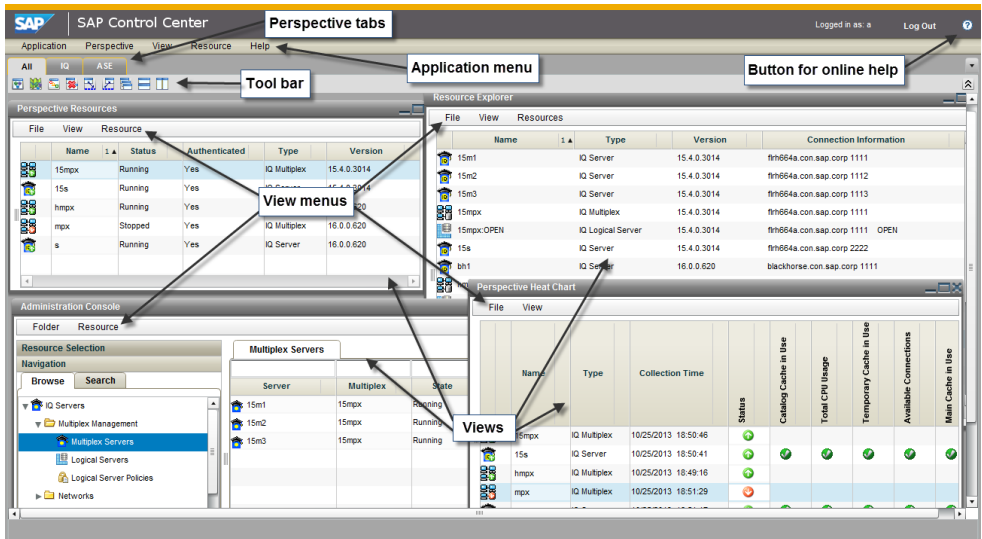 SAP SAP Control Center Perspective tabs Logged in as: a Log Out ?
Application Perspective View Resource Help
Application menu Button for online help
All IQ ASE
Tool bar
Perspective Resources
File View Resource
Name 1 Status Authenticated Type Version
15mpx Running Yes IQ Multiplex 15.4.0.3014
15s Running Yes
hmpx Running Yes
mpx Stopped Yes IQ Multiplex 16.0.0.620
s Running Yes IQ Server 16.0.0.620
View menus
Resource Explorer
File View Resources
Name 1 Type Version Connection Information
15m1 IQ Server 15.4.0.3014 flrh664a.con.sap.corp 1111
15m2 IQ Server 15.4.0.3014 flrh664a.con.sap.corp 1112
15m3 IQ Server 15.4.0.3014 flrh664a.con.sap.corp 1113
15mpx IQ Multiplex 15.4.0.3014 flrh664a.con.sap.corp 1111
15mpx:OPEN IQ Logical Server 15.4.0.3014 flrh664a.con.sap.corp 1111 OPEN
15s IQ Server 15.4.0.3014 flrh664a.con.sap.corp 2222
bh1 IQ Server 16.0.0.620 blackhorse.con.sap.corp 1111
Administration Console
Folder Resource
Resource Selection
Navigation
Browse Search
IQ Servers
Multiplex Management
Multiplex Servers
Logical Servers
Logical Server Policies
Networks
Multiplex Servers
Server Multiplex State
15m1 15mpx Running
15m2 15mpx Running
15m3 15mpx Running
Views
Perspective Heat Chart
File View
Name Type Collection Time Status Catalog Cache in Use Total CPU Usage Temporary Cache in Use Available Connections Main Cache in Use
15mpx IQ Multiplex 10/25/2013 18:50:46
15s IQ Server 10/25/2013 18:50:41
hmpx IQ Multiplex 10/25/2013 18:49:16
mpx IQ Multiplex 10/25/2013 18:51:29